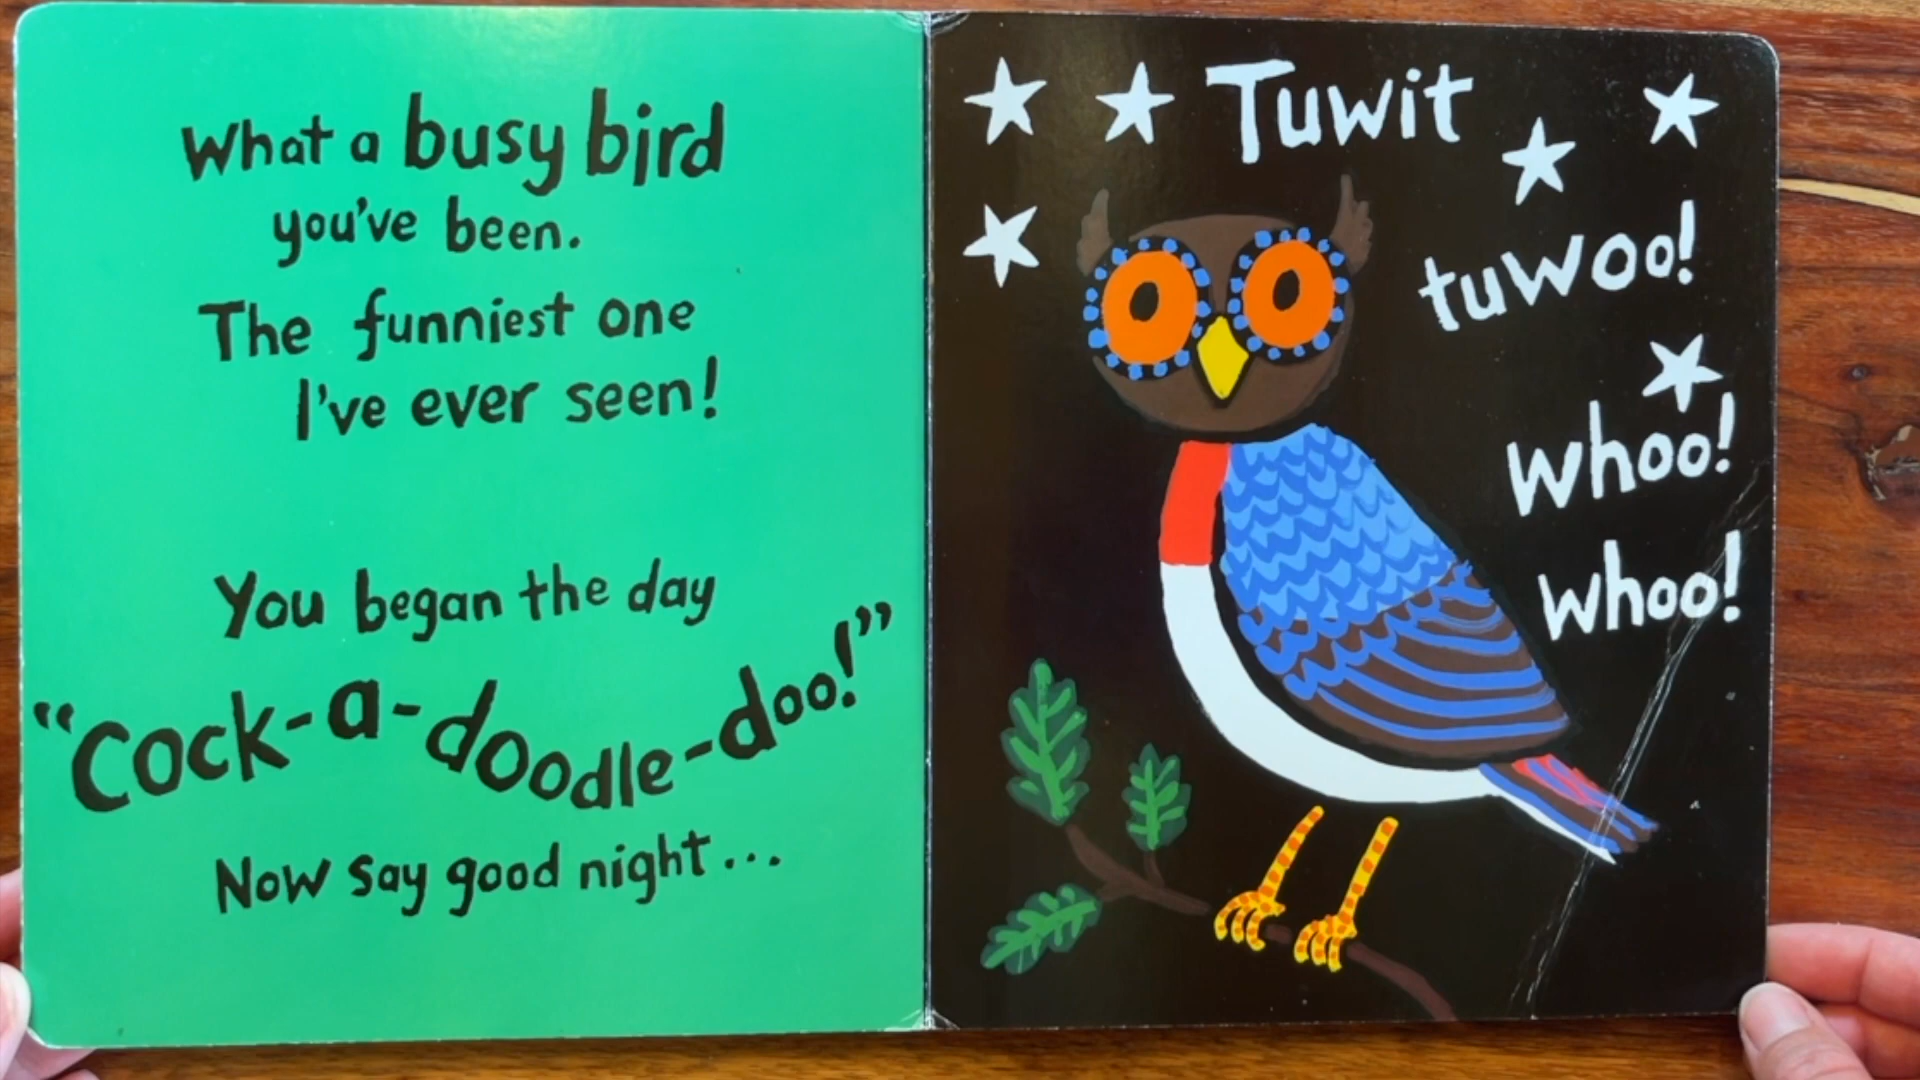 What a busy bird
you've been.
The funniest one
I've ever seen!
You began the day
“Cock-a-doodle-doo!”
Now say good night...
Tuwit
tuwoo!
whoo!
whoo!